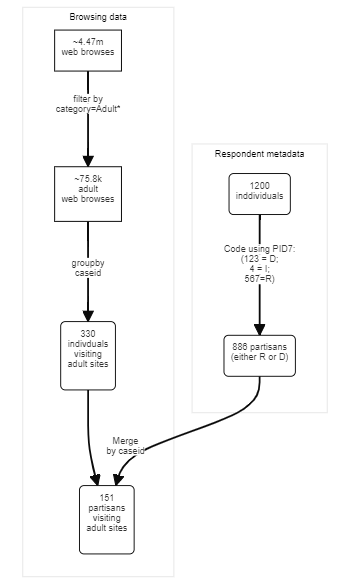 Browsing data
~4.47m
web browses
filter by
category=Adult*
~75.8k
adult
web browses
groupby
caseid
330
indivduals
visiting
adult sites
Respondent metadata
1200
inddividuals
Code using PID7:
(123 = D;
4 = I;
567=R)
886 partisans
(either R or D)
Merge
by caseid
151
partisans
visiting
adult sites